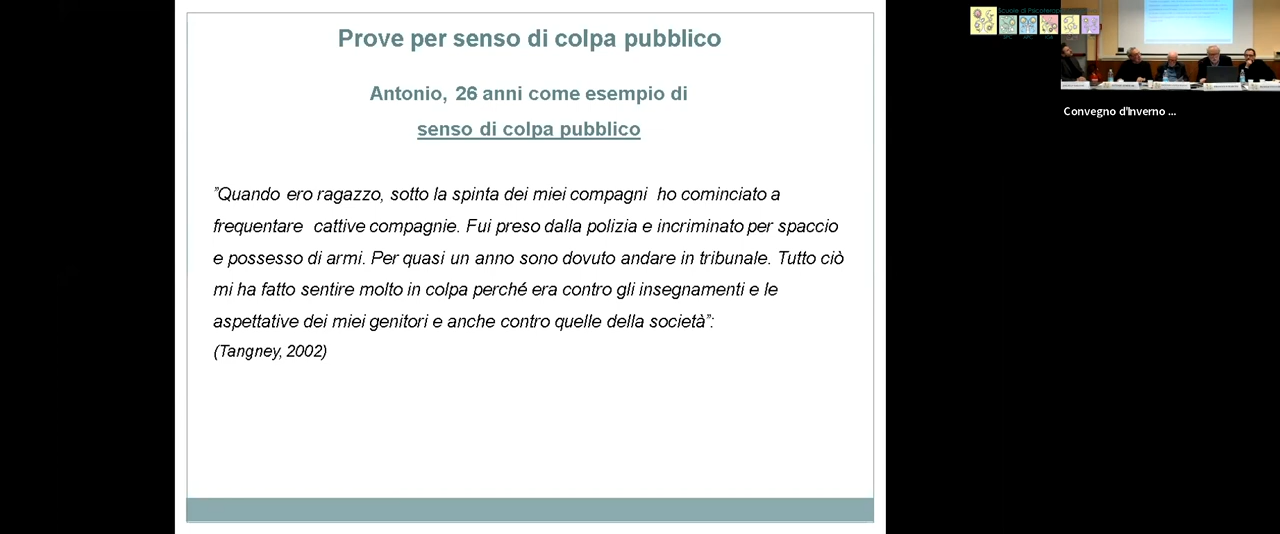 Prove per senso di colpa pubblico
Antonio, 26 anni come esempio di
senso di colpa pubblico
”Quando ero ragazzo, sotto la spinta dei miei compagni ho cominciato a
frequentare cattive compagnie. Fui preso dalla polizia e incriminato per spaccio
e possesso di armi. Per quasi un anno sono dovuto andare in tribunale. Tutto ciò
mi ha fatto sentire molto in colpa perché era contro gli insegnamenti e le
aspettative dei miei genitori e anche contro quelle della società”:
(Tangney, 2002)
Scuole di Psicoterap
Convegno d'Inverno ...